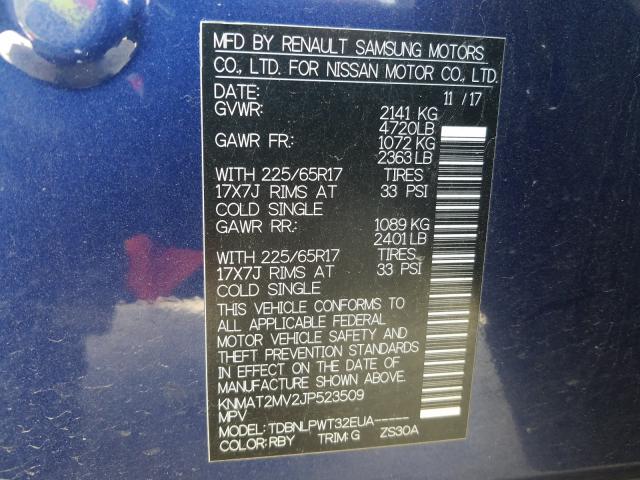 MFD BY RENAULT SAMSUNG MOTORS
CO., LTD. FOR NISSAN MOTOR CO., LTD.
DATE: 11 /17
GVWR: 2141 KG
4720LB
GAWR FR: 1072 KG
2363 LB
WITH 225/65R17 TIRES
17X7J RIMS AT 33 PSI
COLD SINGLE
GAWR RR: 1089 KG
2401 LB
WITH 225/65R17 TIRES
17X7J RIMS AT 33 PSI
COLD SINGLE
THIS VEHICLE CONFORMS TO
ALL APPLICABLE FEDERAL
MOTOR VEHICLE SAFETY AND
THEFT PREVENTION STANDARDS
IN EFFECT ON THE DATE OF
MANUFACTURE SHOWN ABOVE.
KNMAT2MV2JP523509
MPV
MODEL: TDBNLPWT32EUA-----
COLOR: RBY TRIM: G ZS30A